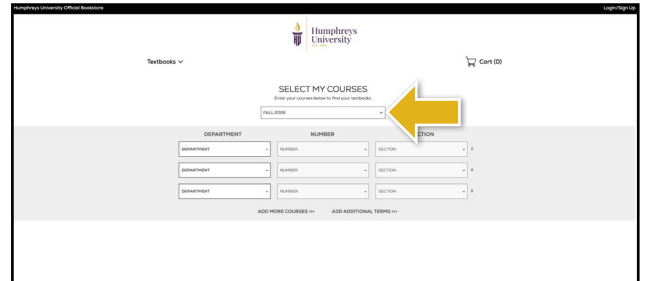 Humphreys University Official Bookstore
Login/Sign Up
Humphreys
University
Textbooks
Cart (0)
SELECT MY COURSES
Enter your courses below to find your textbooks.
FALL 2026
DEPARTMENT NUMBER CTION
DEPARTMENT NUMBER SECTION X
DEPARTMENT NUMBER SECTION X
DEPARTMENT NUMBER SECTION X
ADD MORE COURSES >>> ADD ADDITIONAL TERMS >>>